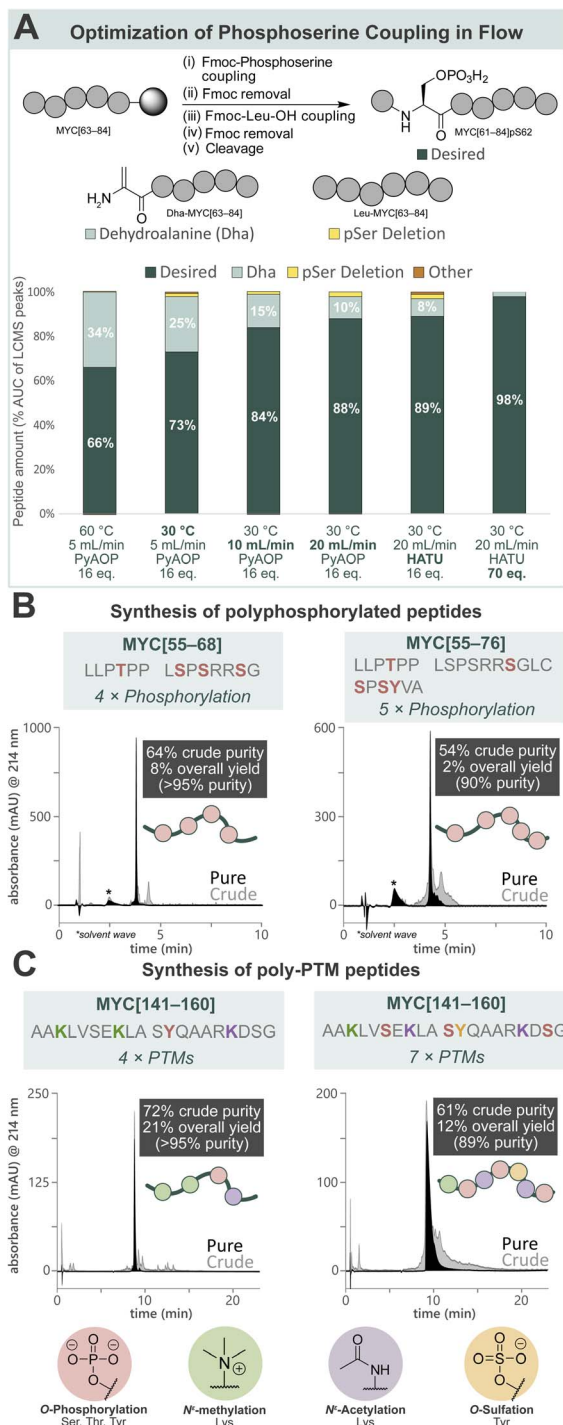 A Optimization of Phosphoserine Coupling in Flow
(i) Fmoc-Phosphoserine
coupling
(ii) Fmoc removal
(iii) Fmoc-Leu-OH coupling
(iv) Fmoc removal
(v) Cleavage
MYC[63–84]
OPO₃H₂
N
H
O
MYC[61–84]pS62
Desired
H₂N
O
Dha-MYC[63–84]
Leu-MYC[63–84]
Dehydroalanine (Dha)
pSer Deletion
Desired Dha pSer Deletion Other
Peptide amount (% AUC of LCMS peaks)
100%
80%
60%
40%
20%
0%
34% 25% 15% 10% 8%
66% 73% 84% 88% 89% 98%
60 °C 30 °C 30 °C 30 °C 30 °C 30 °C
5 mL/min 5 mL/min 10 mL/min 20 mL/min 20 mL/min 20 mL/min
PyAOP PyAOP PyAOP PyAOP HATU HATU
16 eq. 16 eq. 16 eq. 16 eq. 16 eq. 70 eq.
B Synthesis of polyphosphorylated peptides
MYC[55–68]
LLPTPP LSPSRRSG
4 × Phosphorylation
MYC[55–76]
LLPTPP LSPSRRSGLC
SPSYVA
5 × Phosphorylation
absorbance (mAU) @ 214 nm
1000
500
0
64% crude purity
8% overall yield
(>95% purity)
Pure
Crude
*
0 5 10
*solvent wave
time (min)
600
300
0
54% crude purity
2% overall yield
(90% purity)
Pure
Crude
*
0 5 10
*solvent wave
time (min)
C Synthesis of poly-PTM peptides
MYC[141–160]
AAKLVSEKLA SYQAARKDSG
4 × PTMs
MYC[141–160]
AAKLVSEKLA SYQAARKDSG
7 × PTMs
absorbance (mAU) @ 214 nm
250
125
0
72% crude purity
21% overall yield
(>95% purity)
Pure
Crude
0 10 20
time (min)
200
100
0
61% crude purity
12% overall yield
(89% purity)
Pure
Crude
0 10 20
time (min)
O
O P O
O
O-Phosphorylation
Ser, Thr, Tyr
N
Nᵋ-methylation
Lys
O
NH
Nᵋ-Acetylation
Lys
O
O S O
O
O-Sulfation
Tyr